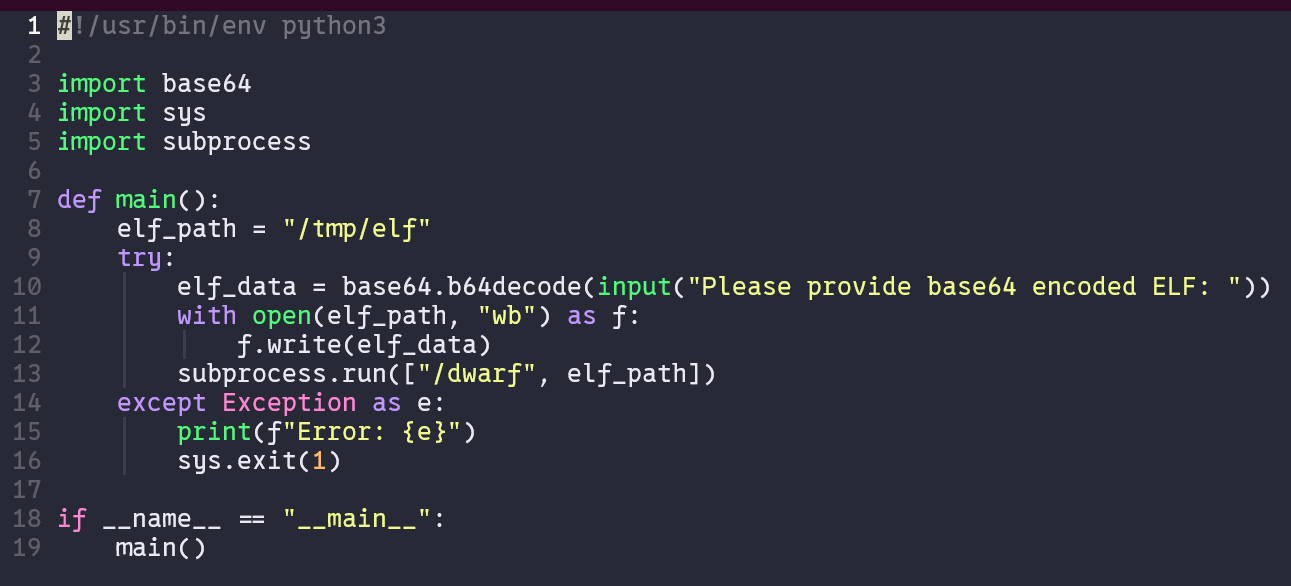 1 #!/usr/bin/env python3
2
3 import base64
4 import sys
5 import subprocess
6
7 def main():
8     elf_path = "/tmp/elf"
9     try:
10         elf_data = base64.b64decode(input("Please provide base64 encoded ELF: "))
11         with open(elf_path, "wb") as f:
12             f.write(elf_data)
13         subprocess.run(["/dwarf", elf_path])
14     except Exception as e:
15         print(f"Error: {e}")
16         sys.exit(1)
17
18 if __name__ == "__main__":
19     main()